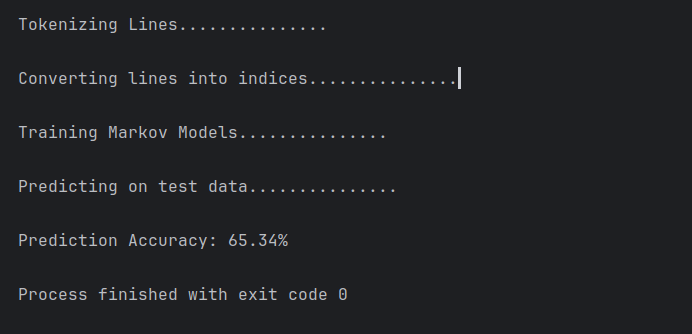 Tokenizing Lines...............
Converting lines into indices...............
Training Markov Models...............
Predicting on test data...............
Prediction Accuracy: 65.34%
Process finished with exit code 0